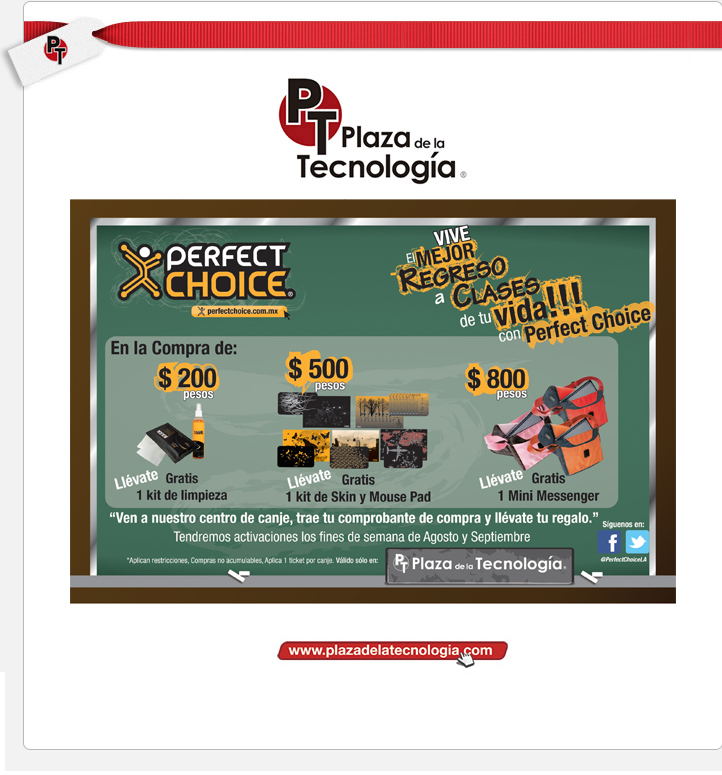 PT
PT Plaza de la
Tecnología®
PERFECT
CHOICE®
perfectchoice.com.mx
VIVE
El MEJOR
REGRESO
a CLASES
de tu vida!!!
con Perfect Choice
En la Compra de:
$ 200
pesos
Llévate Gratis
1 kit de limpieza
$ 500
pesos
Llévate Gratis
1 kit de Skin y Mouse Pad
$ 800
pesos
Llévate Gratis
1 Mini Messenger
“Ven a nuestro centro de canje, trae tu comprobante de compra y llévate tu regalo.”
Tendremos activaciones los fines de semana de Agosto y Septiembre
Síguenos en:
@PerfectChoiceLA
*Aplican restricciones, Compras no acumulables, Aplica 1 ticket por canje. Válido sólo en:
PT Plaza de la Tecnología®
www.plazadelatecnologia.com